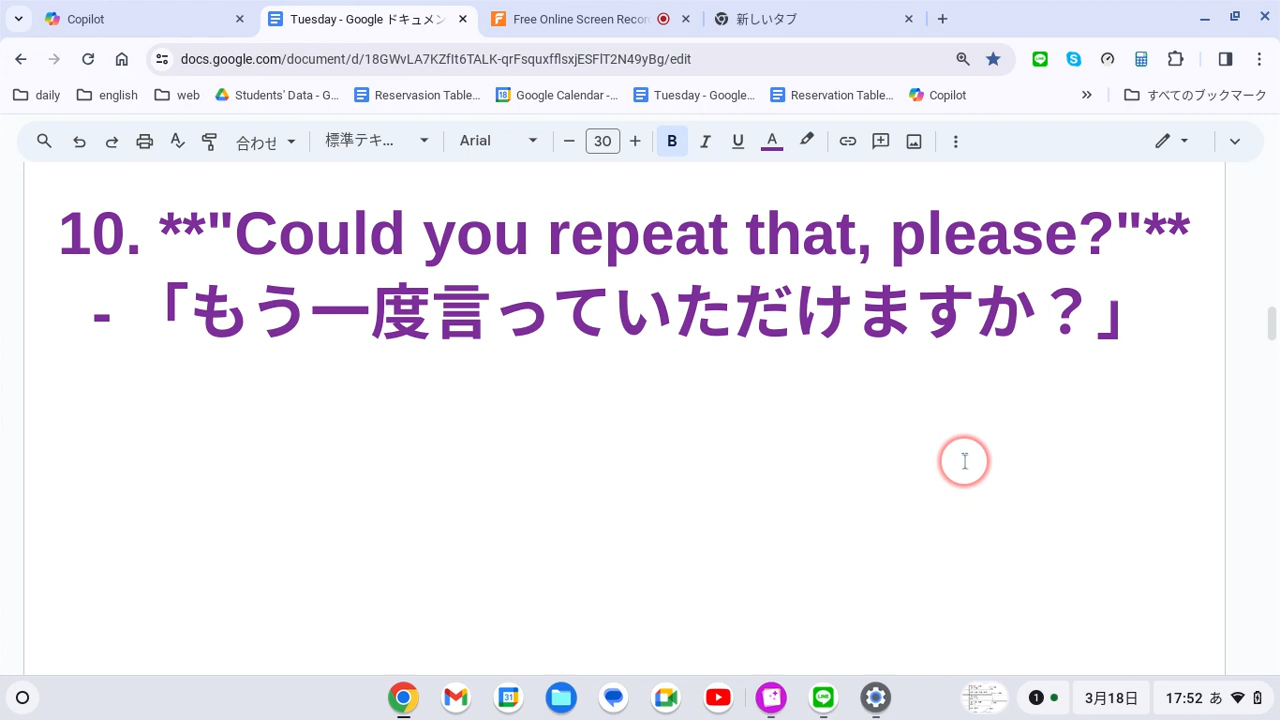 Copilot
Tuesday - Google ドキュメン
Free Online Screen Recor
新しいタブ
docs.google.com/document/d/13GWvLA7KZfIt6TALK-qrFsquxfflsxjESFlT2N49yBg/edit
daily
english
web
Students' Data - G...
Reservasion Table...
Google Calendar -...
Tuesday - Google...
Reservation Table...
Copilot
すべてのブックマーク
合わせ
標準テキ...
Arial
30
B
I
U
A
10. **"Could you repeat that, please?"**
- 「もう一度言っていただけますか？」
31
1
3月18日
17:52
あ